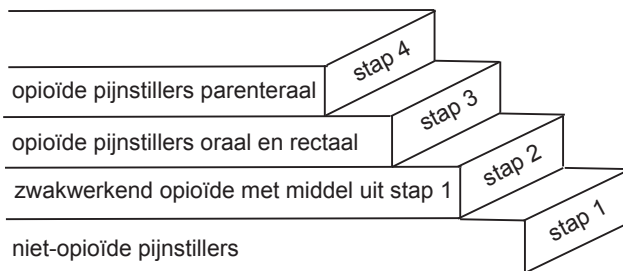 stap 4
opioïde pijnstillers parenteraal
stap 3
opioïde pijnstillers oraal en rectaal
stap 2
zwakwerkend opioïde met middel uit stap 1
stap 1
niet-opioïde pijnstillers